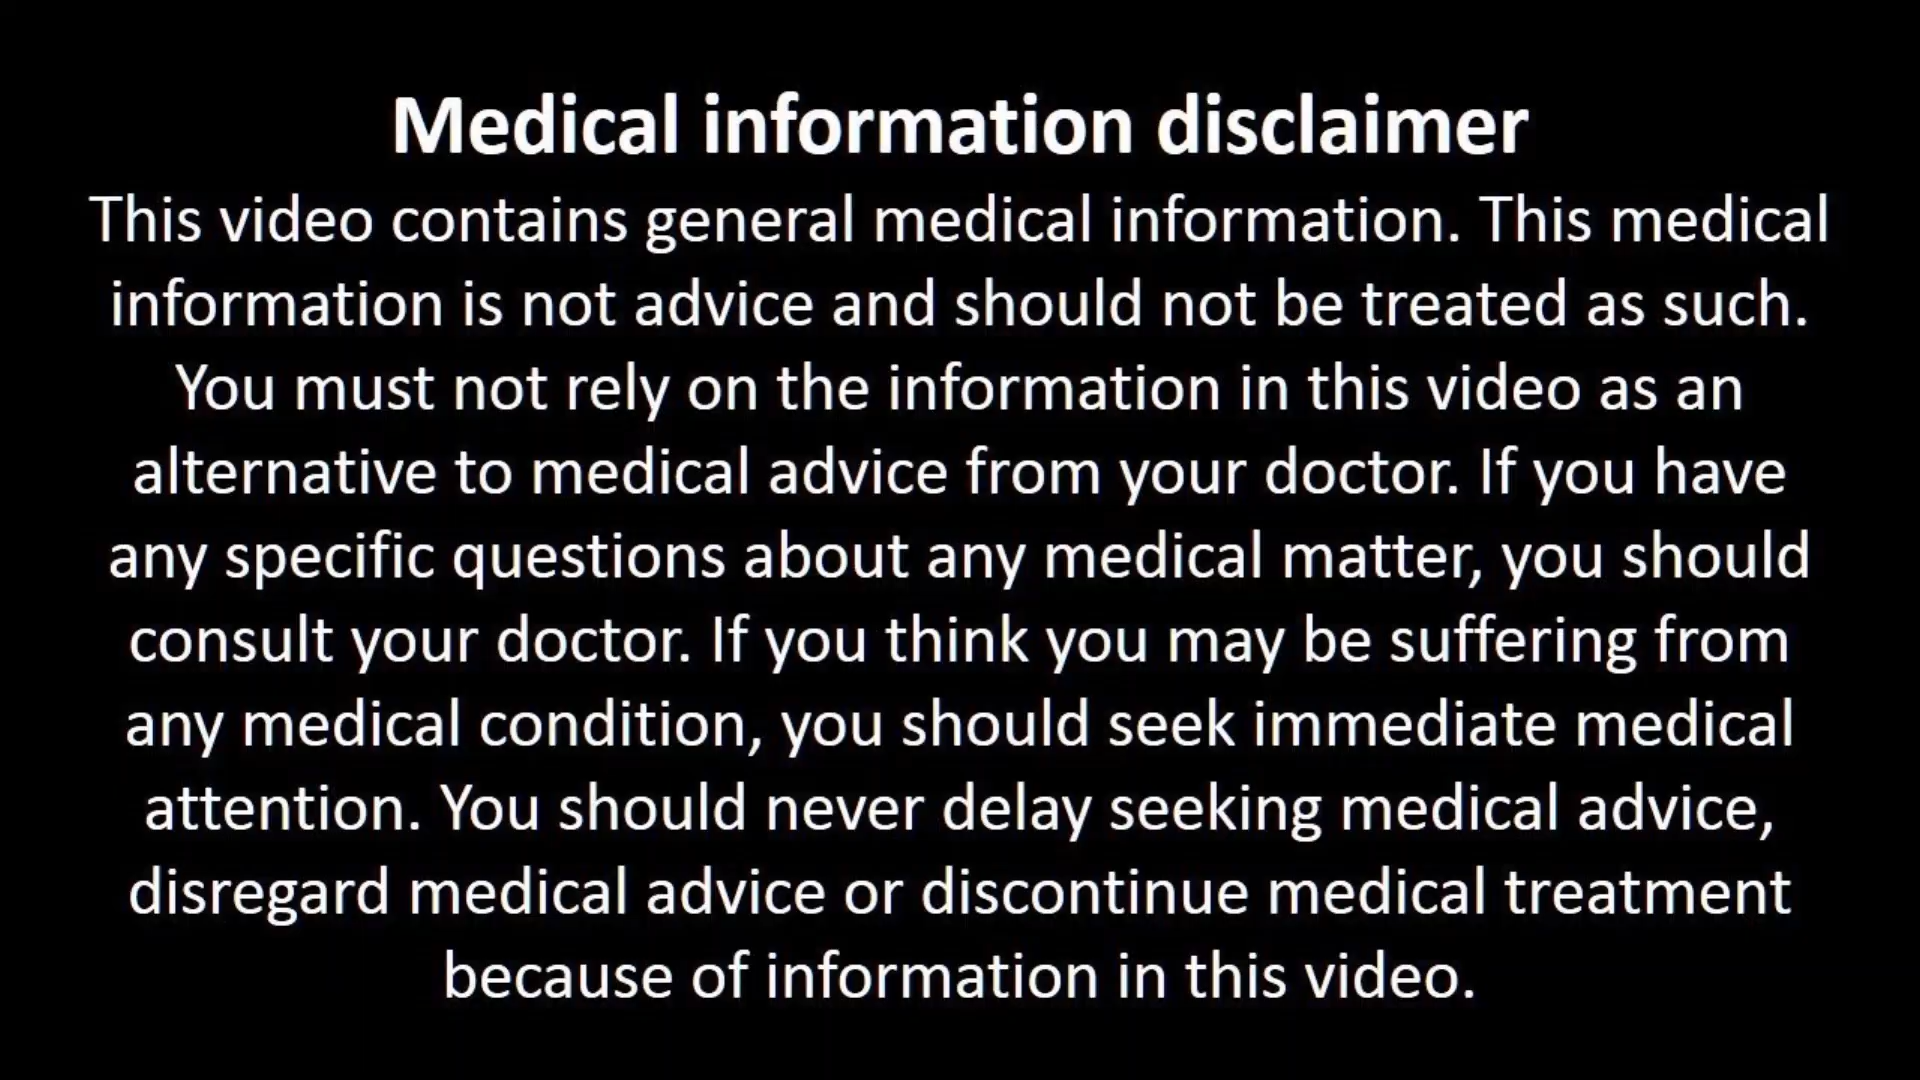 Medical information disclaimer
This video contains general medical information. This medical
information is not advice and should not be treated as such.
You must not rely on the information in this video as an
alternative to medical advice from your doctor. If you have
any specific questions about any medical matter, you should
consult your doctor. If you think you may be suffering from
any medical condition, you should seek immediate medical
attention. You should never delay seeking medical advice,
disregard medical advice or discontinue medical treatment
because of information in this video.